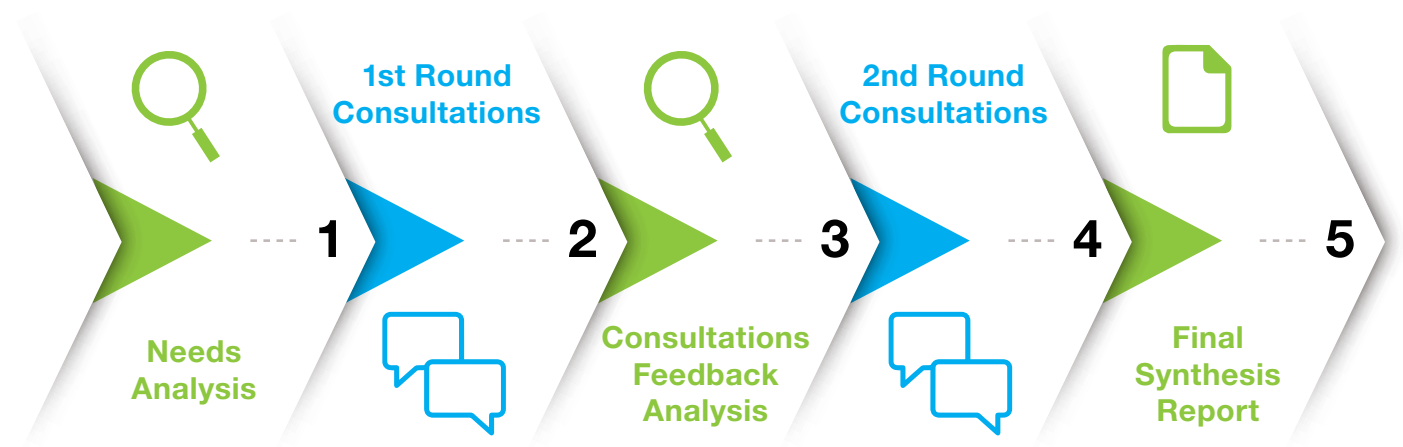 Needs
Analysis
1
1st Round
Consultations
2
Consultations
Feedback
Analysis
3
2nd Round
Consultations
4
Final
Synthesis
Report
5